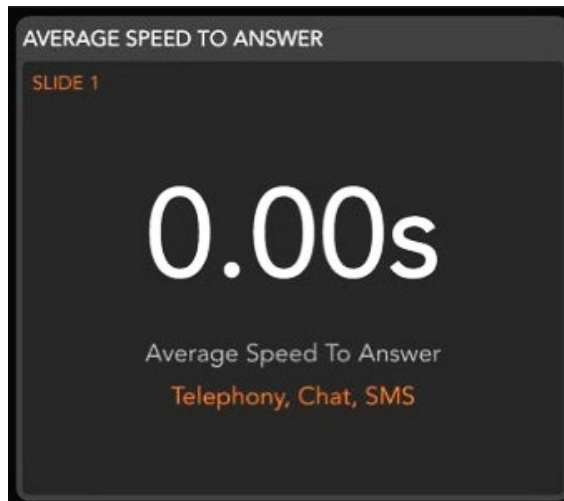 AVERAGE SPEED TO ANSWER
SLIDE 1
0.00s
Average Speed To Answer
Telephony, Chat, SMS